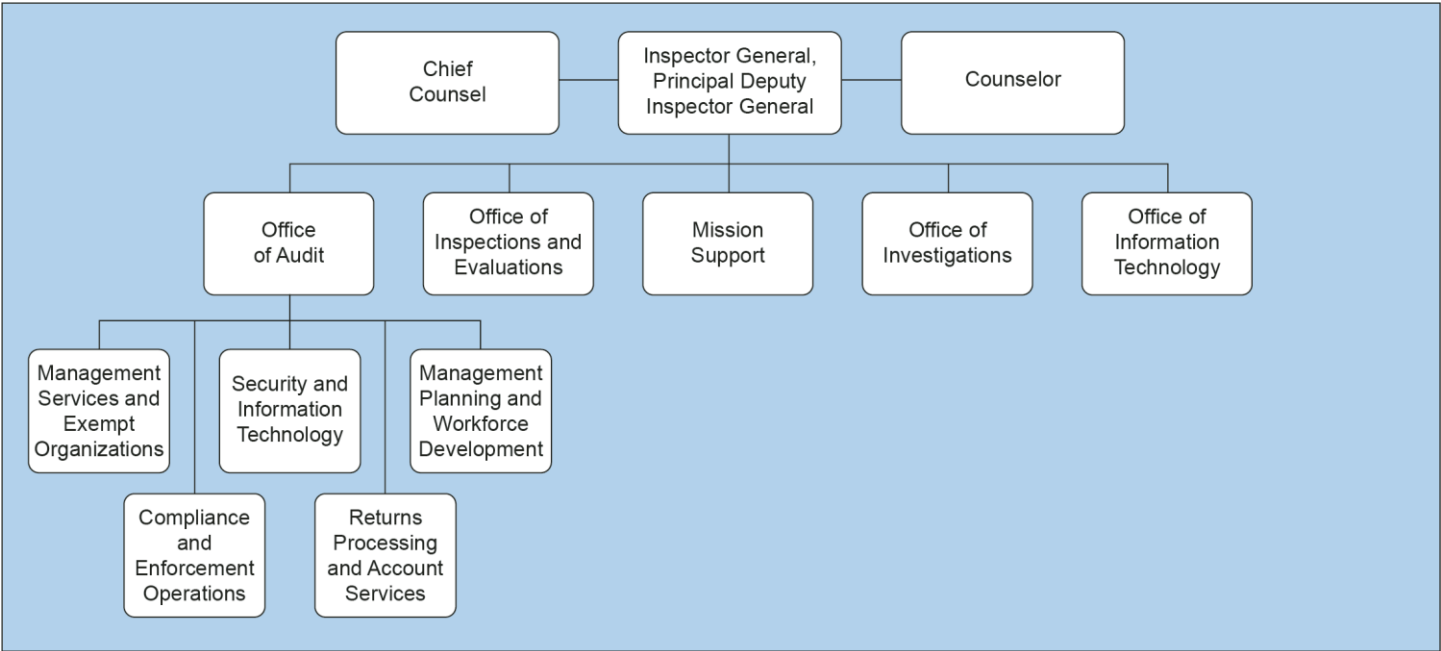 Chief
Counsel
Inspector General,
Principal Deputy
Inspector General
Counselor
Office
of Audit
Office of
Inspections and
Evaluations
Mission
Support
Office of
Investigations
Office of
Information
Technology
Management
Services and
Exempt
Organizations
Security and
Information
Technology
Management
Planning and
Workforce
Development
Compliance
and
Enforcement
Operations
Returns
Processing
and Account
Services